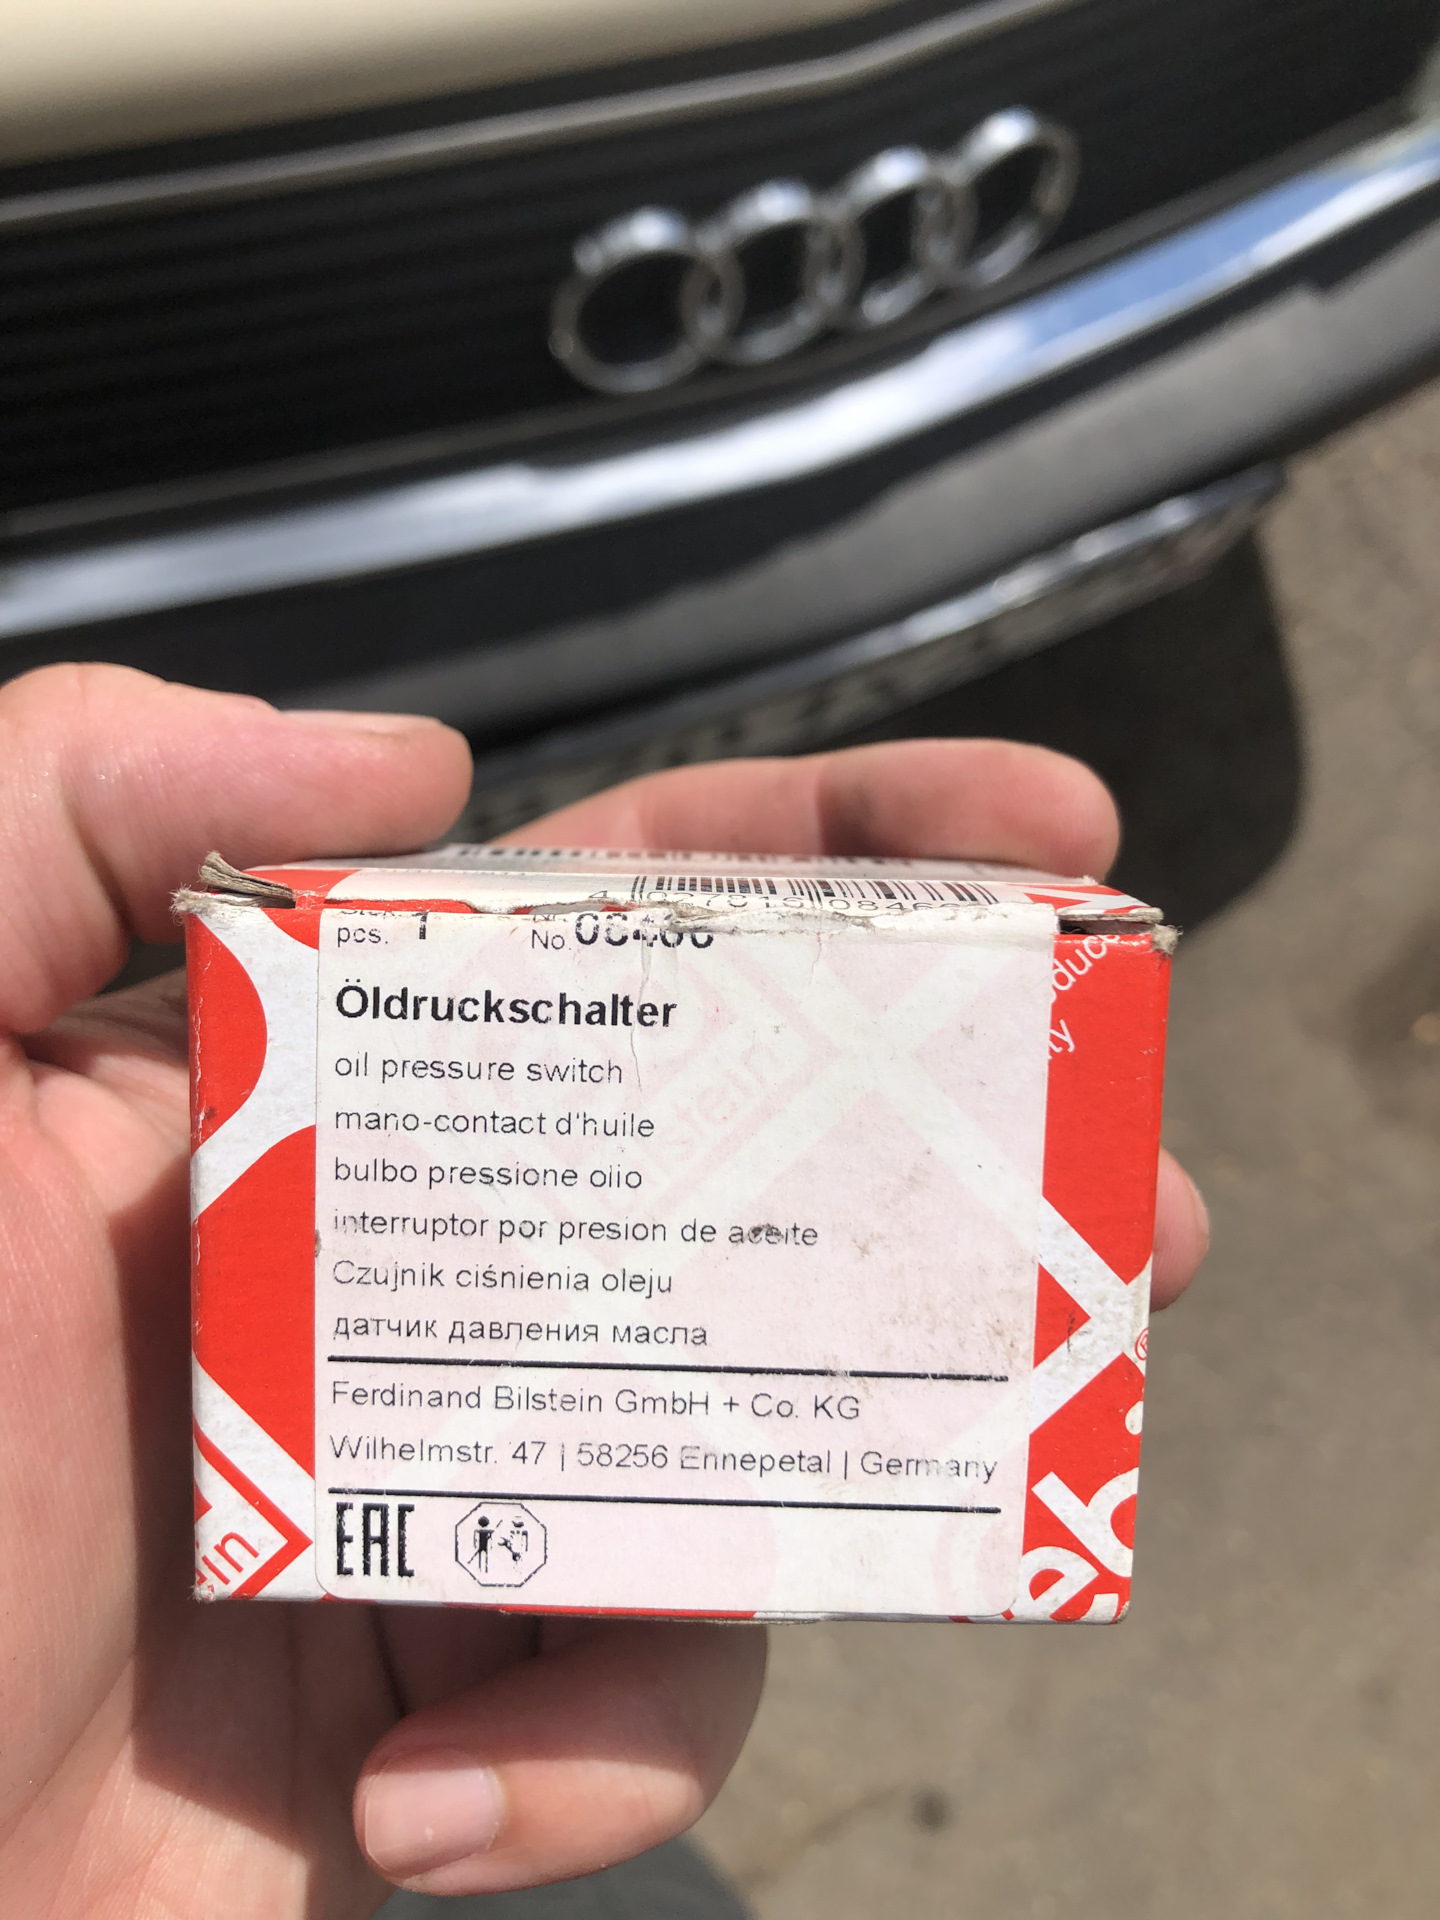 pcs. 1 No.
Öldruckschalter
oil pressure switch
mano-contact d'huile
bulbo pressione olio
interruptor por presion de aceite
Czujnik ciśnienia oleju
датчик давления масла
Ferdinand Bilstein GmbH + Co. KG
Wilhelmstr. 47 | 58256 Ennepetal | Germany
EAC